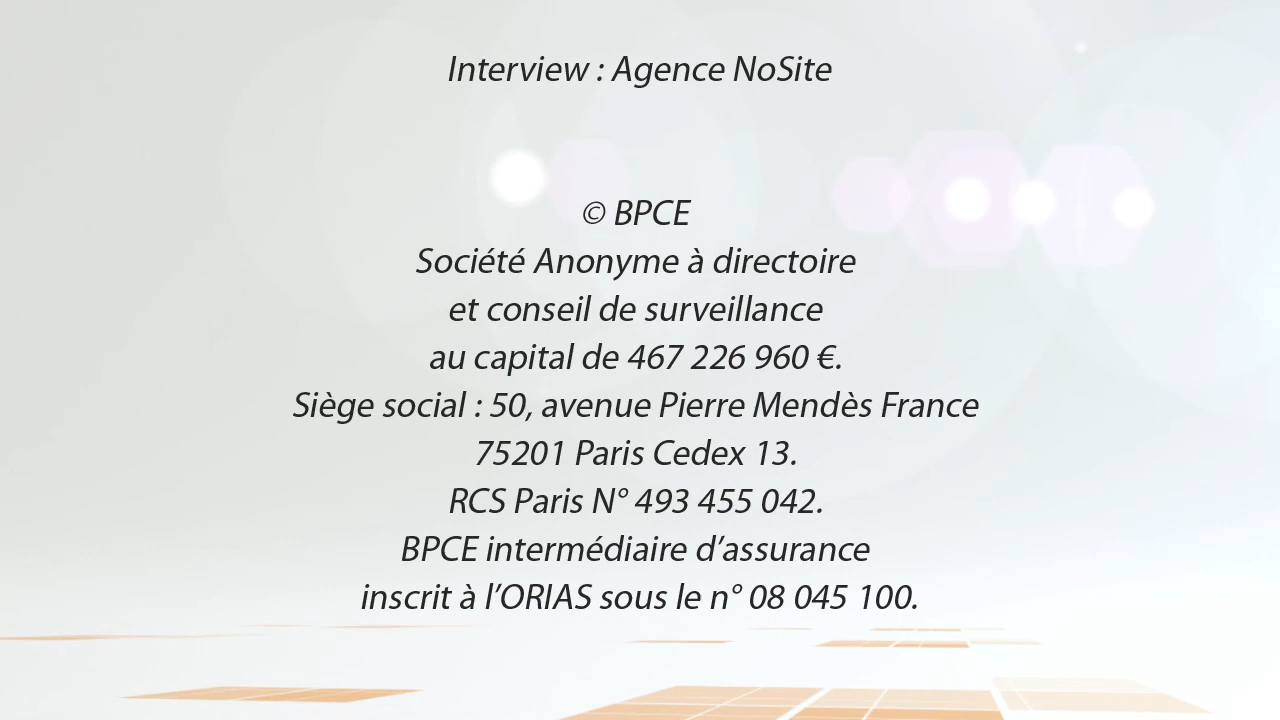 Interview : Agence NoSite
© BPCE
Société Anonyme à directoire
et conseil de surveillance
au capital de 467 226 960 €.
Siège social : 50, avenue Pierre Mendès France
75201 Paris Cedex 13.
RCS Paris N° 493 455 042.
BPCE intermédiaire d’assurance
inscrit à l’ORIAS sous le n° 08 045 100.